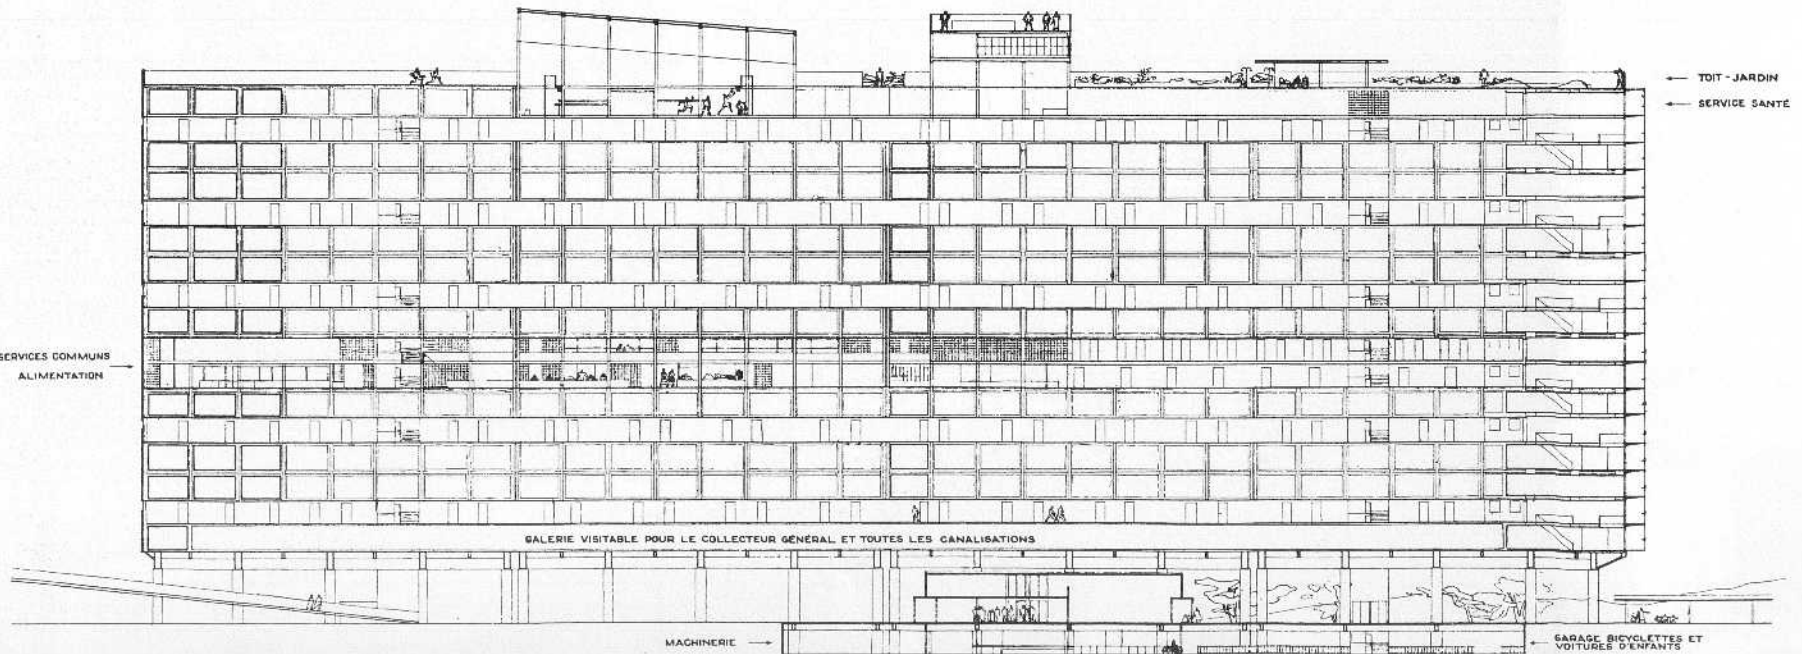 TOIT-JARDIN
SERVICE SANTÉ
SERVICES COMMUNS
ALIMENTATION
GALERIE VISITABLE POUR LE COLLECTEUR GÉNÉRAL ET TOUTES LES CANALISATIONS
MACHINERIE
GARAGE BICYCLETTES ET
VOITURES D'ENFANTS